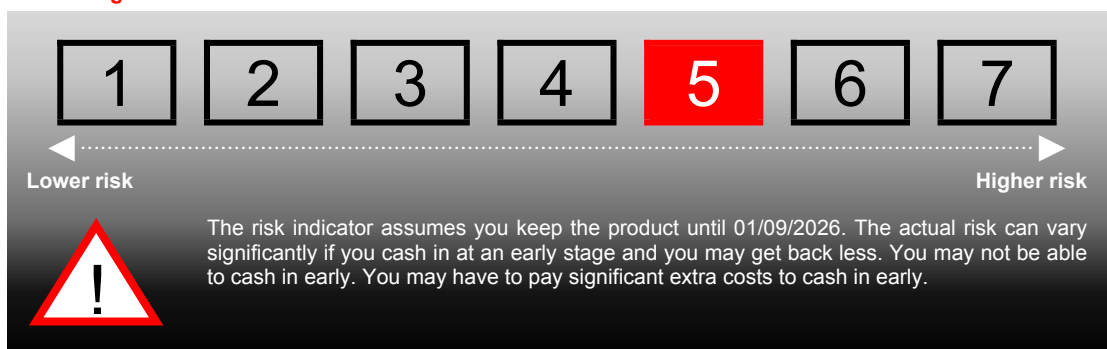 1 2 3 4 5 6 7
Lower risk Higher risk
The risk indicator assumes you keep the product until 01/09/2026. The actual risk can vary
significantly if you cash in at an early stage and you may get back less. You may not be able
to cash in early. You may have to pay significant extra costs to cash in early.
!